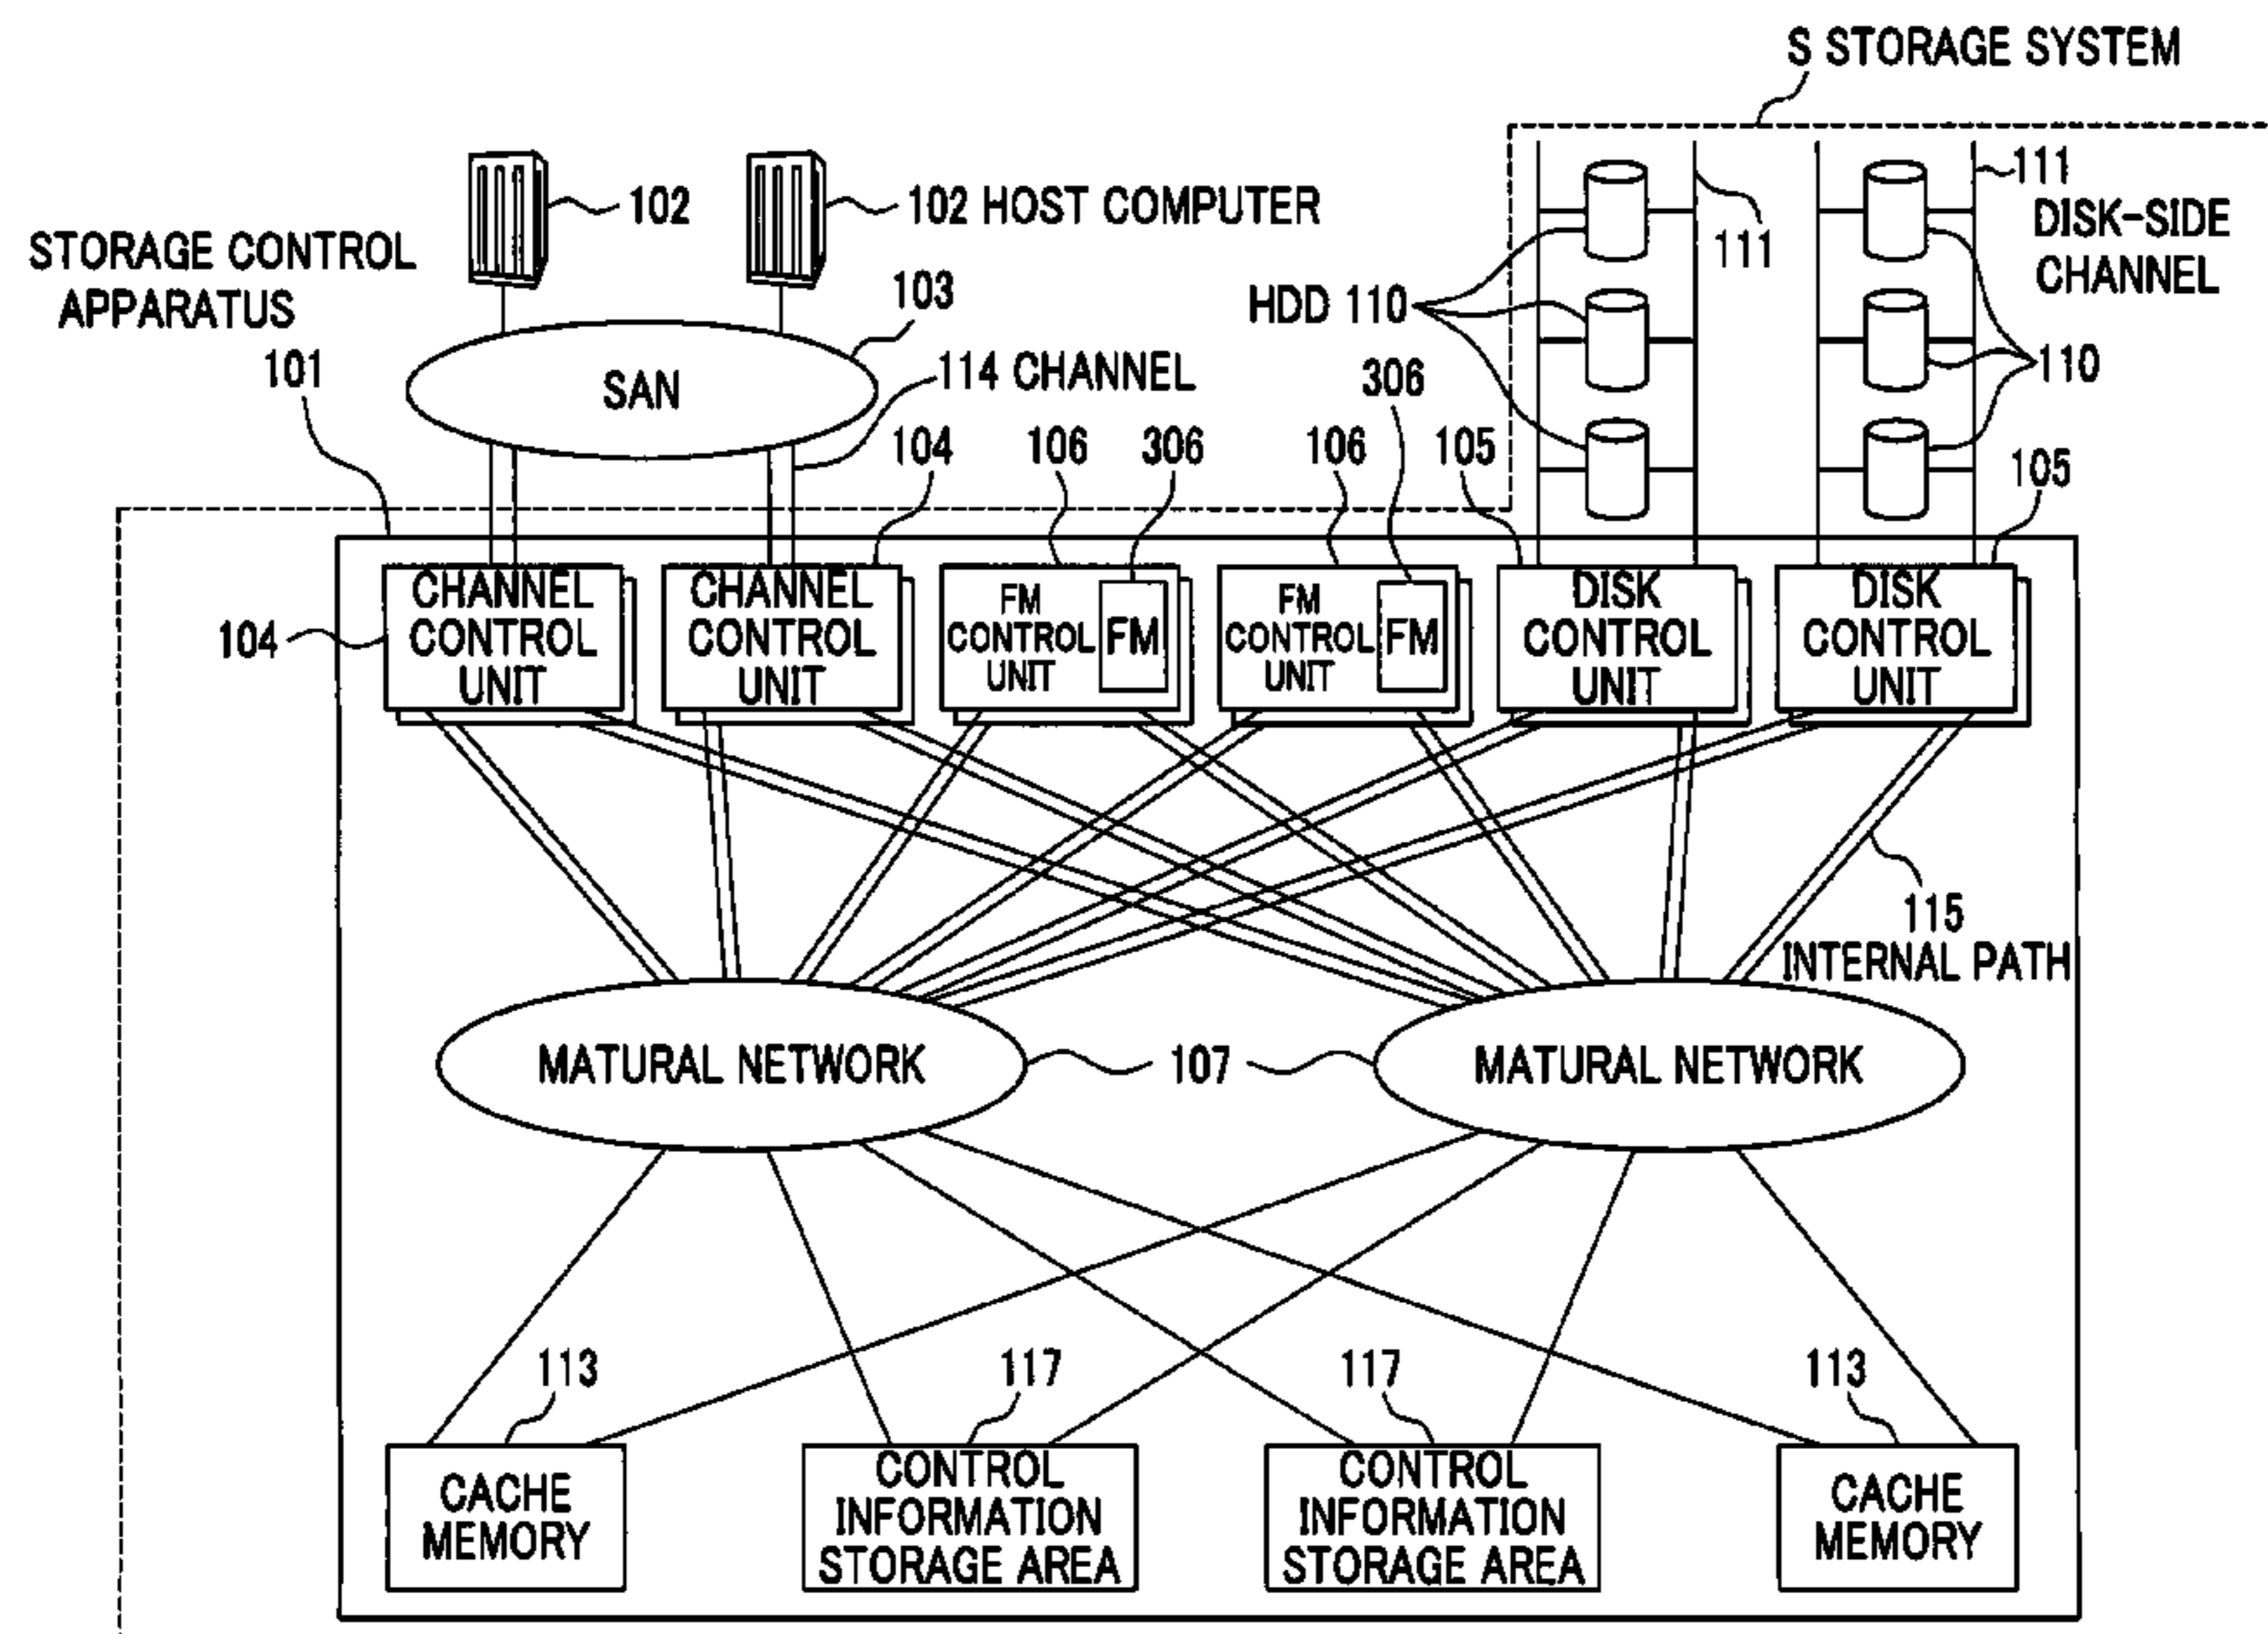 S STORAGE SYSTEM
102
102 HOST COMPUTER
111
DISK-SIDE
CHANNEL
111
STORAGE CONTROL
APPARATUS
103
HDD 110
110
101
SAN
114 CHANNEL
306
104
106
306
106
105
105
104
CHANNEL
CONTROL
UNIT
CHANNEL
CONTROL
UNIT
FM
CONTROL
UNIT
FM
FM
CONTROL
UNIT
FM
DISK
CONTROL
UNIT
DISK
CONTROL
UNIT
115
INTERNAL PATH
MATURAL NETWORK
107
MATURAL NETWORK
113
117
117
113
CACHE
MEMORY
CONTROL
INFORMATION
STORAGE AREA
CONTROL
INFORMATION
STORAGE AREA
CACHE
MEMORY